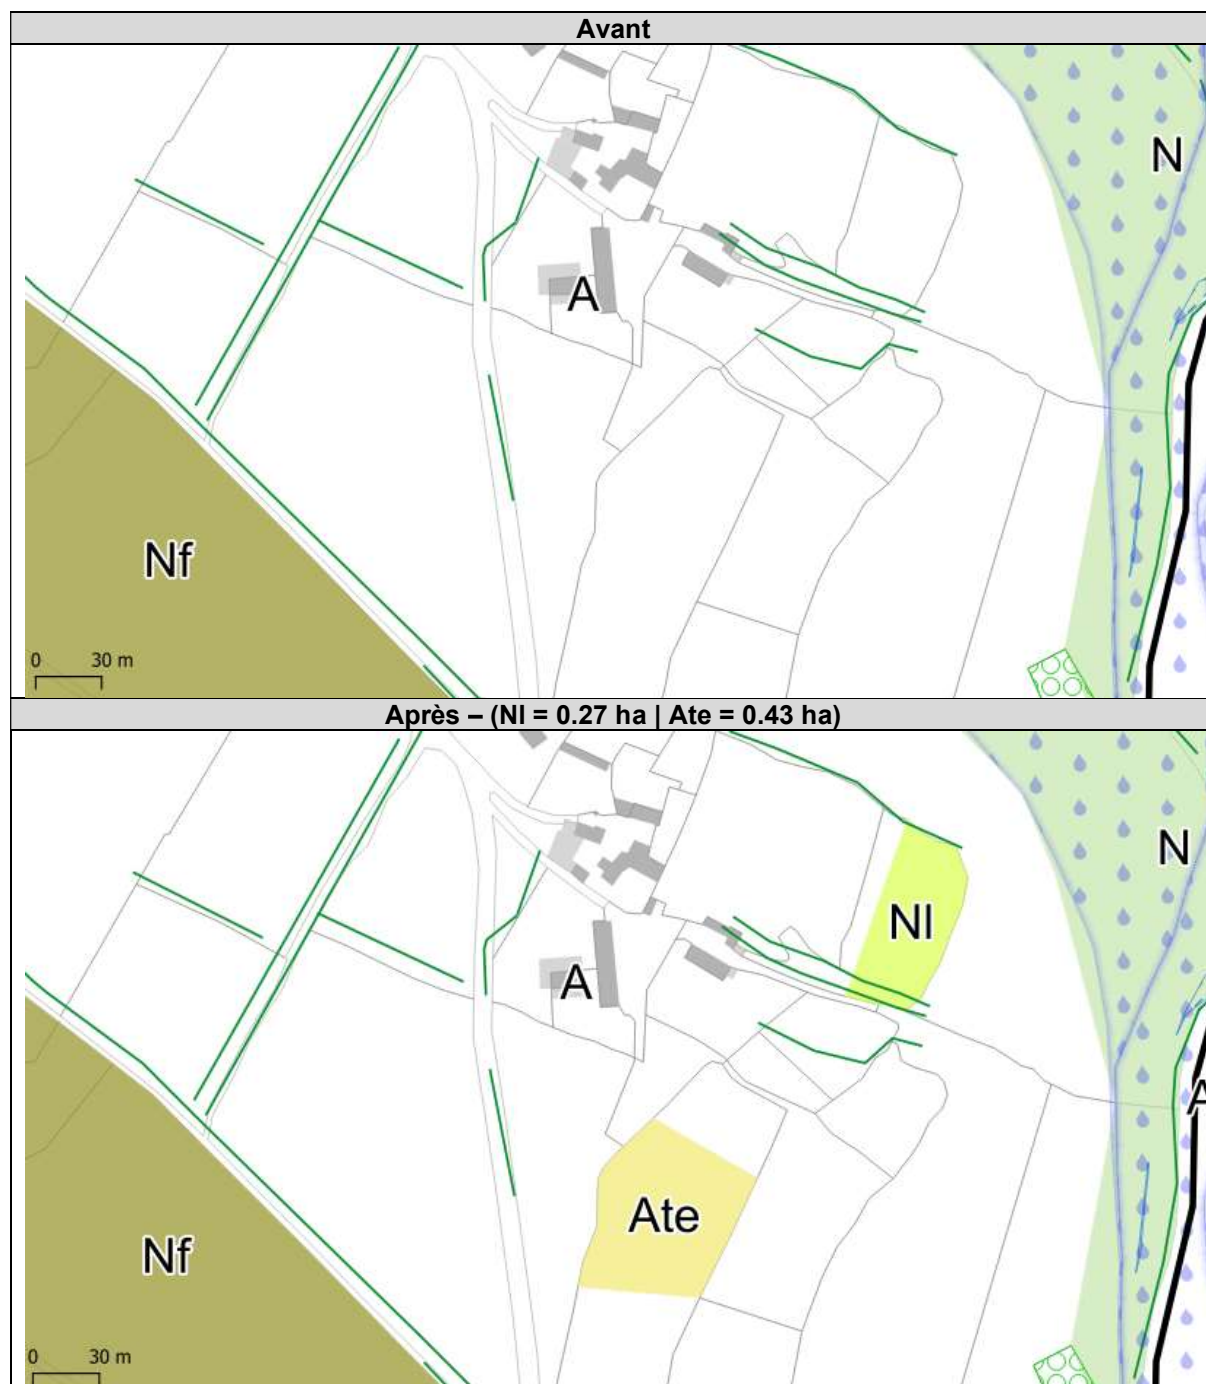 Avant
N
A
Nf
0 30 m
Après – (Nl = 0.27 ha | Ate = 0.43 ha)
N
Nl
A
A
Ate
Nf
0 30 m